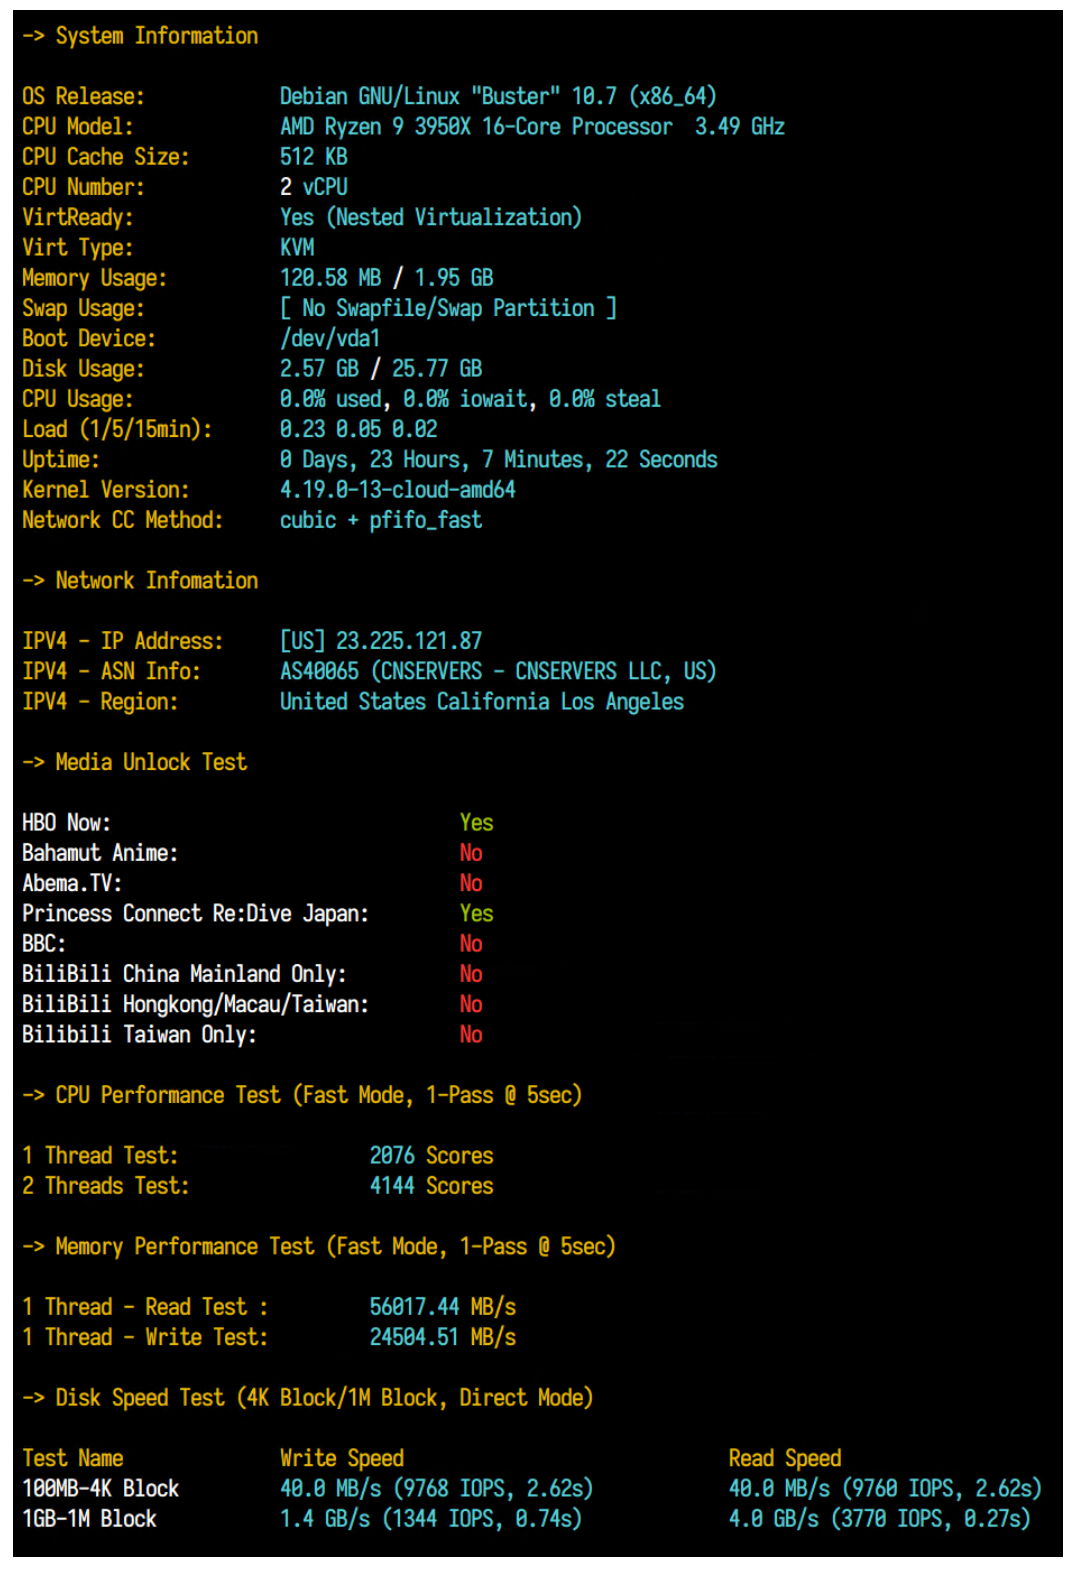 -> System Information
OS Release: Debian GNU/Linux "Buster" 10.7 (x86_64)
CPU Model: AMD Ryzen 9 3950X 16-Core Processor 3.49 GHz
CPU Cache Size: 512 KB
CPU Number: 2 vCPU
VirtReady: Yes (Nested Virtualization)
Virt Type: KVM
Memory Usage: 120.58 MB / 1.95 GB
Swap Usage: [ No Swapfile/Swap Partition ]
Boot Device: /dev/vda1
Disk Usage: 2.57 GB / 25.77 GB
CPU Usage: 0.0% used, 0.0% iowait, 0.0% steal
Load (1/5/15min): 0.23 0.05 0.02
Uptime: 0 Days, 23 Hours, 7 Minutes, 22 Seconds
Kernel Version: 4.19.0-13-cloud-amd64
Network CC Method: cubic + pfifo_fast
-> Network Infomation
IPV4 - IP Address: [US] 23.225.121.87
IPV4 - ASN Info: AS40065 (CNSERVERS - CNSERVERS LLC, US)
IPV4 - Region: United States California Los Angeles
-> Media Unlock Test
HBO Now: Yes
Bahamut Anime: No
Abema.TV: No
Princess Connect Re:Dive Japan: Yes
BBC: No
BiliBili China Mainland Only: No
BiliBili Hongkong/Macau/Taiwan: No
Bilibili Taiwan Only: No
-> CPU Performance Test (Fast Mode, 1-Pass @ 5sec)
1 Thread Test: 2076 Scores
2 Threads Test: 4144 Scores
-> Memory Performance Test (Fast Mode, 1-Pass @ 5sec)
1 Thread - Read Test : 56017.44 MB/s
1 Thread - Write Test: 24504.51 MB/s
-> Disk Speed Test (4K Block/1M Block, Direct Mode)
Test Name Write Speed Read Speed
100MB-4K Block 40.0 MB/s (9768 IOPS, 2.62s) 40.0 MB/s (9760 IOPS, 2.62s)
1GB-1M Block 1.4 GB/s (1344 IOPS, 0.74s) 4.0 GB/s (3770 IOPS, 0.27s)